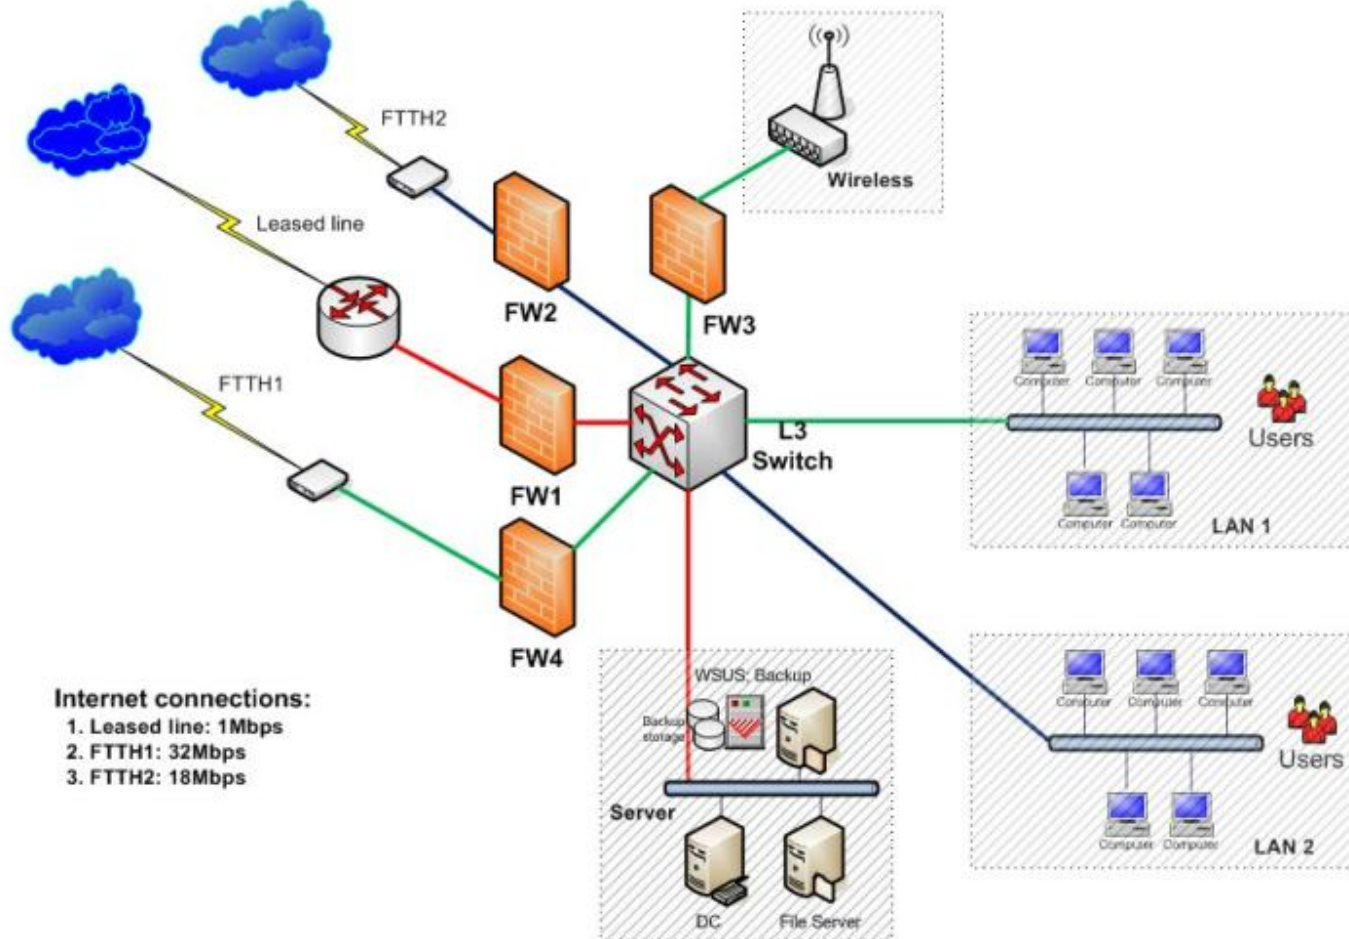 FTTH2
Leased line
FTTH1
Wireless
FW2
FW3
FW1
FW4
L3
Switch
Computer
Computer
Computer
Users
Computer
Computer
LAN 1
Computer
Computer
Computer
Users
Computer
Computer
LAN 2
WSUS; Backup
Backup
storage
Server
DC
File Server
Internet connections:
1. Leased line: 1Mbps
2. FTTH1: 32Mbps
3. FTTH2: 18Mbps